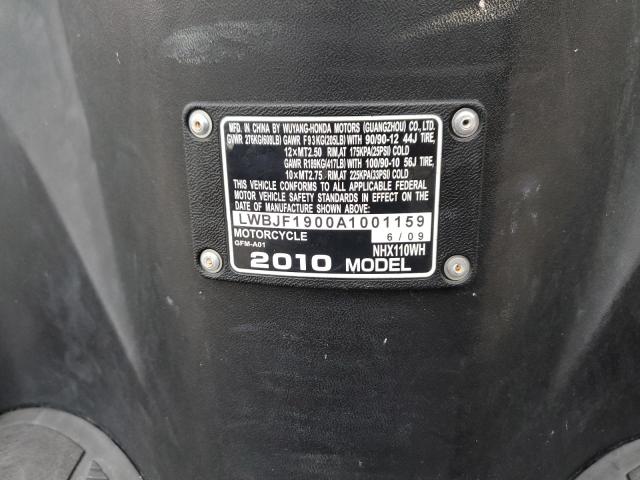 MFD. IN CHINA BY WUYANG-HONDA MOTORS (GUANGZHOU) CO., LTD.
GVWR 276KG(608LB) GAWR F93KG(205LB) WITH 90/90-12 44J TIRE,
12×MT2.50 RIM, AT 175KPA(25PSI) COLD
GAWR R189KG(417LB) WITH 100/90-10 56J TIRE,
10×MT2.75 RIM, AT 225KPA(33PSI) COLD
THIS VEHICLE CONFORMS TO ALL APPLICABLE FEDERAL
MOTOR VEHICLE SAFETY STANDARDS IN EFFECT ON THE
DATE OF MANUFACTURE SHOWN ABOVE.
LWBJF1900A1001159
MOTORCYCLE 6/09
GFM-A01 NHX110WH
2010 MODEL